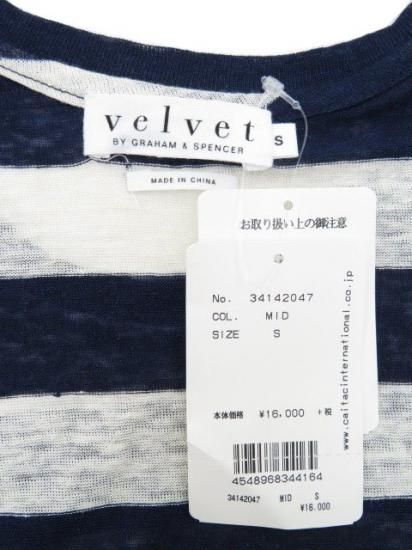 velvet
BY GRAHAM & SPENCER
S
MADE IN CHINA
お取り扱い上の御注意
No. 34142047
COL. MID
SIZE S
本体価格 ¥16,000 +税
www.caitacinternational.co.jp
4548968344164
34142047 MID S
¥16,000